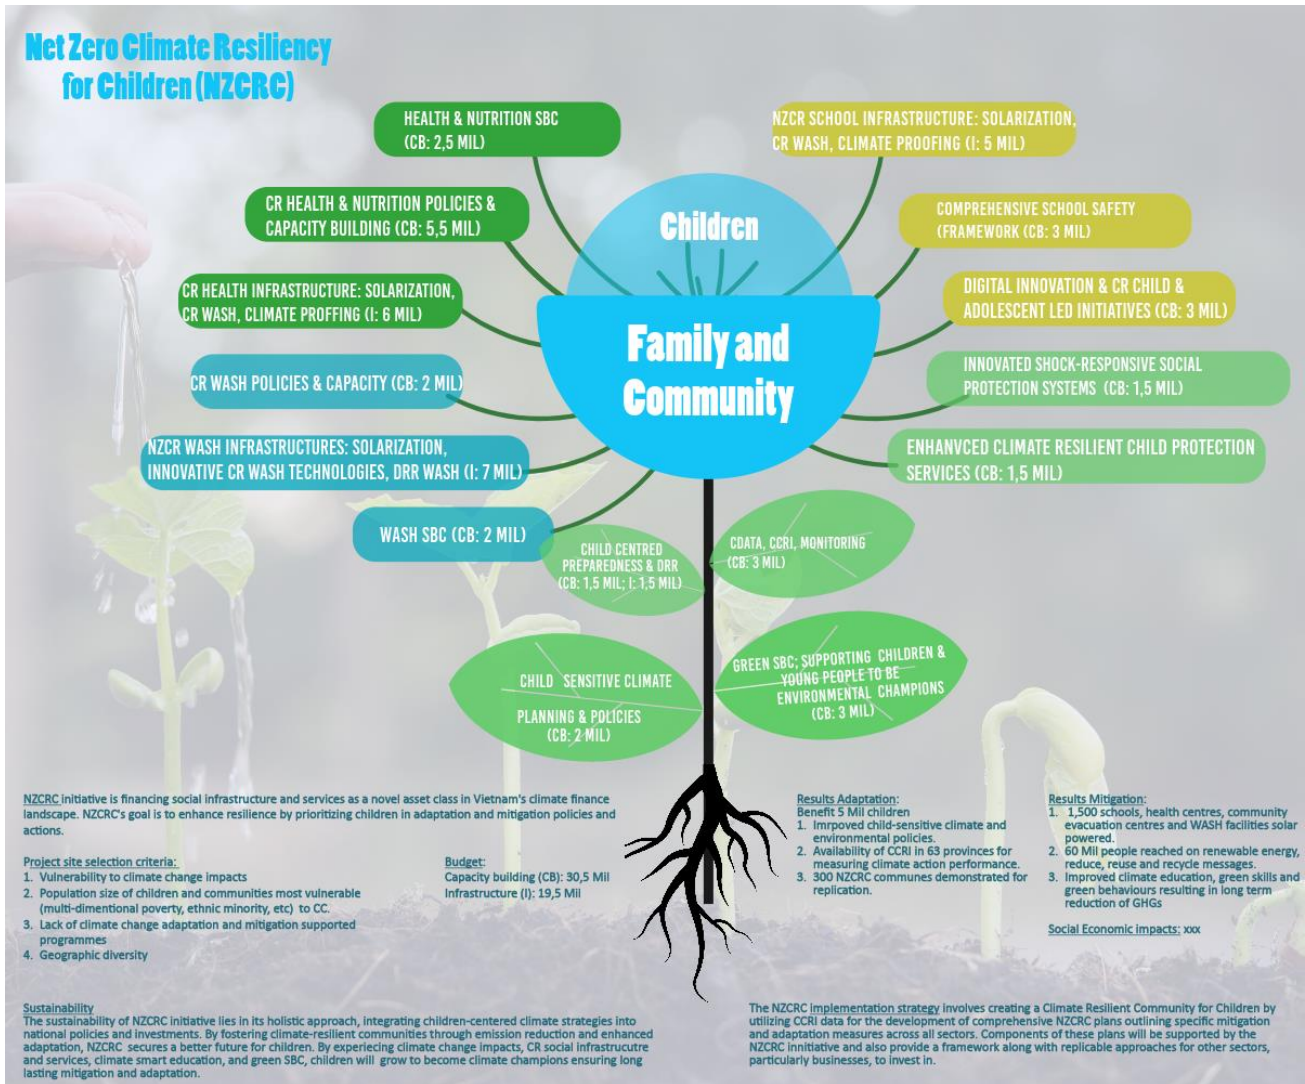 Net Zero Climate Resiliency
for Children (NZCRC)
HEALTH & NUTRITION SBC
(CB: 2,5 MIL)
CR HEALTH & NUTRITION POLICIES &
CAPACITY BUILDING (CB: 5,5 MIL)
CR HEALTH INFRASTRUCTURE: SOLARIZATION,
CR WASH, CLIMATE PROFFING (I: 6 MIL)
CR WASH POLICIES & CAPACITY (CB: 2 MIL)
NZCR WASH INFRASTRUCTURES: SOLARIZATION,
INNOVATIVE CR WASH TECHNOLOGIES, DRR WASH (I: 7 MIL)
WASH SBC (CB: 2 MIL)
Children
Family and
Community
NZCR SCHOOL INFRASTRUCTURE: SOLARIZATION,
CR WASH, CLIMATE PROOFING (I: 5 MIL)
COMPREHENSIVE SCHOOL SAFETY
(FRAMEWORK (CB: 3 MIL)
DIGITAL INNOVATION & CR CHILD &
ADOLESCENT LED INITIATIVES (CB: 3 MIL)
INNOVATED SHOCK-RESPONSIVE SOCIAL
PROTECTION SYSTEMS (CB: 1,5 MIL)
ENHANVCED CLIMATE RESILIENT CHILD PROTECTION
SERVICES (CB: 1,5 MIL)
CHILD CENTRED
PREPAREDNESS & DRR
(CB: 1,5 MIL; I: 1,5 MIL)
CDATA, CCRI, MONITORING
(CB: 3 MIL)
CHILD SENSITIVE CLIMATE
PLANNING & POLICIES
(CB: 2 MIL)
GREEN SBC; SUPPORTING CHILDREN &
YOUNG PEOPLE TO BE
ENVIRONMENTAL CHAMPIONS
(CB: 3 MIL)
NZCRC initiative is financing social infrastructure and services as a novel asset class in Vietnam's climate finance
landscape. NZCRC's goal is to enhance resilience by prioritizing children in adaptation and mitigation policies and
actions.
Project site selection criteria:
1. Vulnerability to climate change impacts
2. Population size of children and communities most vulnerable
(multi-dimentional poverty, ethnic minority, etc) to CC.
3. Lack of climate change adaptation and mitigation supported
programmes
4. Geographic diversity
Budget:
Capacity building (CB): 30,5 Mil
Infrastructure (I): 19,5 Mil
Results Adaptation:
Benefit 5 Mil children
1. Imrpoved child-sensitive climate and
environmental policies.
2. Availability of CCRI in 63 provinces for
measuring climate action performance.
3. 300 NZCRC communes demonstrated for
replication.
Results Mitigation:
1. 1,500 schools, health centres, community
evacuation centres and WASH facilities solar
powered.
2. 60 Mil people reached on renewable energy,
reduce, reuse and recycle messages.
3. Improved climate education, green skills and
green behaviours resulting in long term
reduction of GHGs
Social Economic impacts: xxx
Sustainability
The sustainability of NZCRC initiative lies in its holistic approach, integrating children-centered climate strategies into
national policies and investments. By fostering climate-resilient communities through emission reduction and enhanced
adaptation, NZCRC secures a better future for children. By experiecing climate change impacts, CR social infrastrucutre
and services, climate smart education, and green SBC, children will grow to become climate champions ensuring long
lasting mitigation and adaptation.
The NZCRC implementation strategy involves creating a Climate Resilient Community for Children by
utilizing CCRI data for the development of comprehensive NZCRC plans outlining specific mitigation
and adaptation measures across all sectors. Components of these plans will be supported by the
NZCRC innitiative and also provide a framework along with replicable approaches for other sectors,
particularly businesses, to invest in.